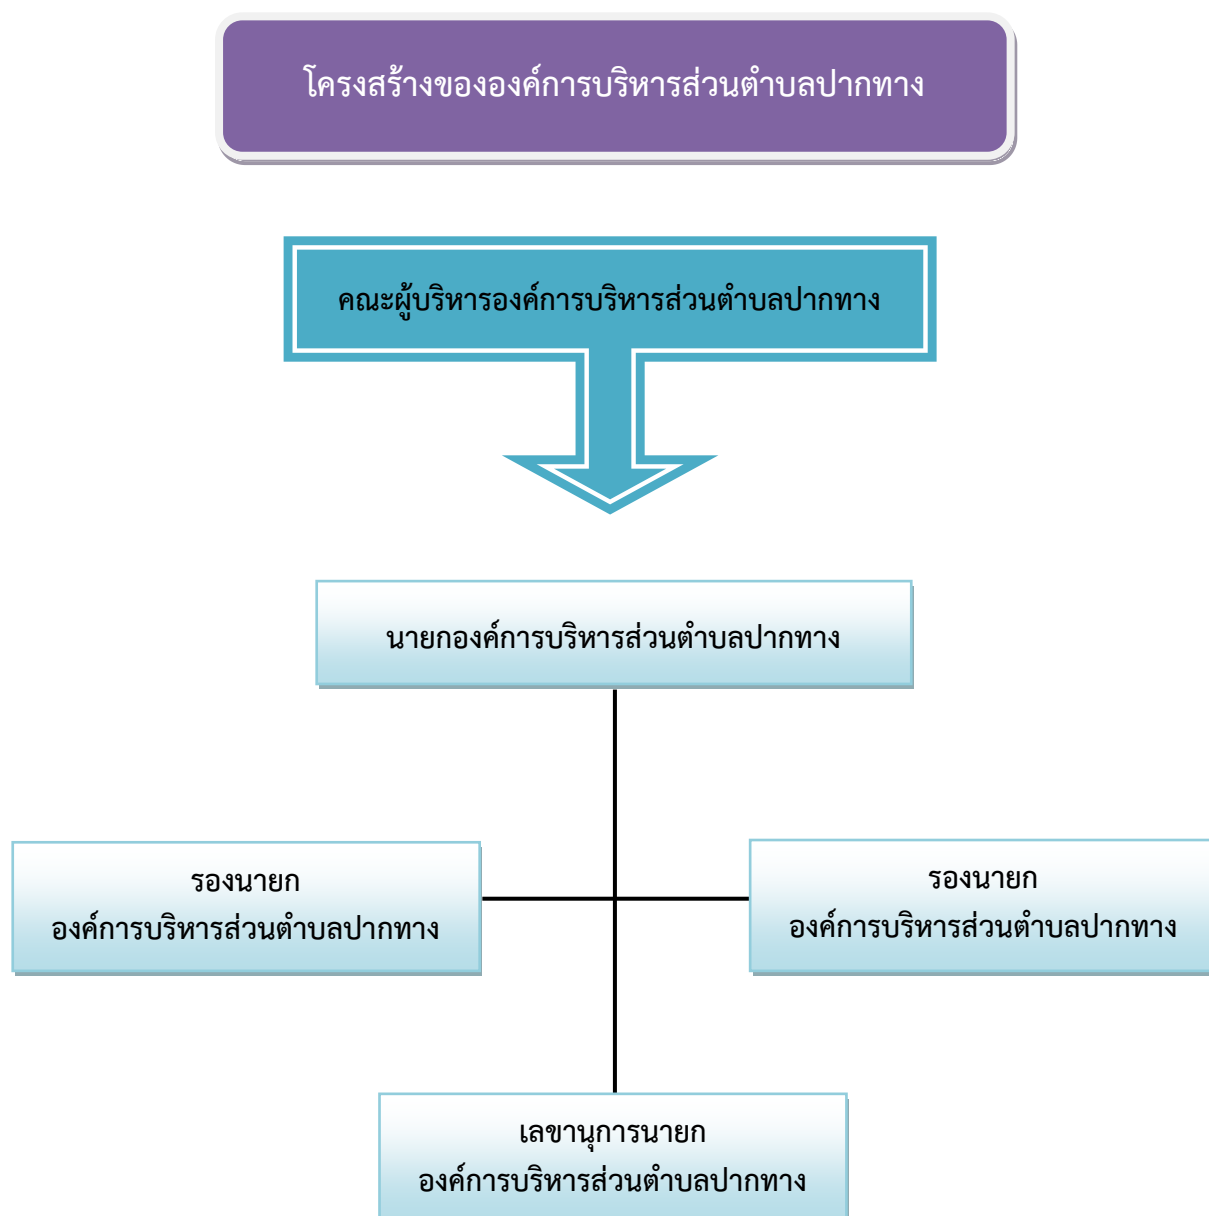 โครงสร้างขององค์การบริหารส่วนตำบลปากทาง
คณะผู้บริหารองค์การบริหารส่วนตำบลปากทาง
นายกองค์การบริหารส่วนตำบลปากทาง
รองนายก
องค์การบริหารส่วนตำบลปากทาง
รองนายก
องค์การบริหารส่วนตำบลปากทาง
เลขานุการนายก
องค์การบริหารส่วนตำบลปากทาง